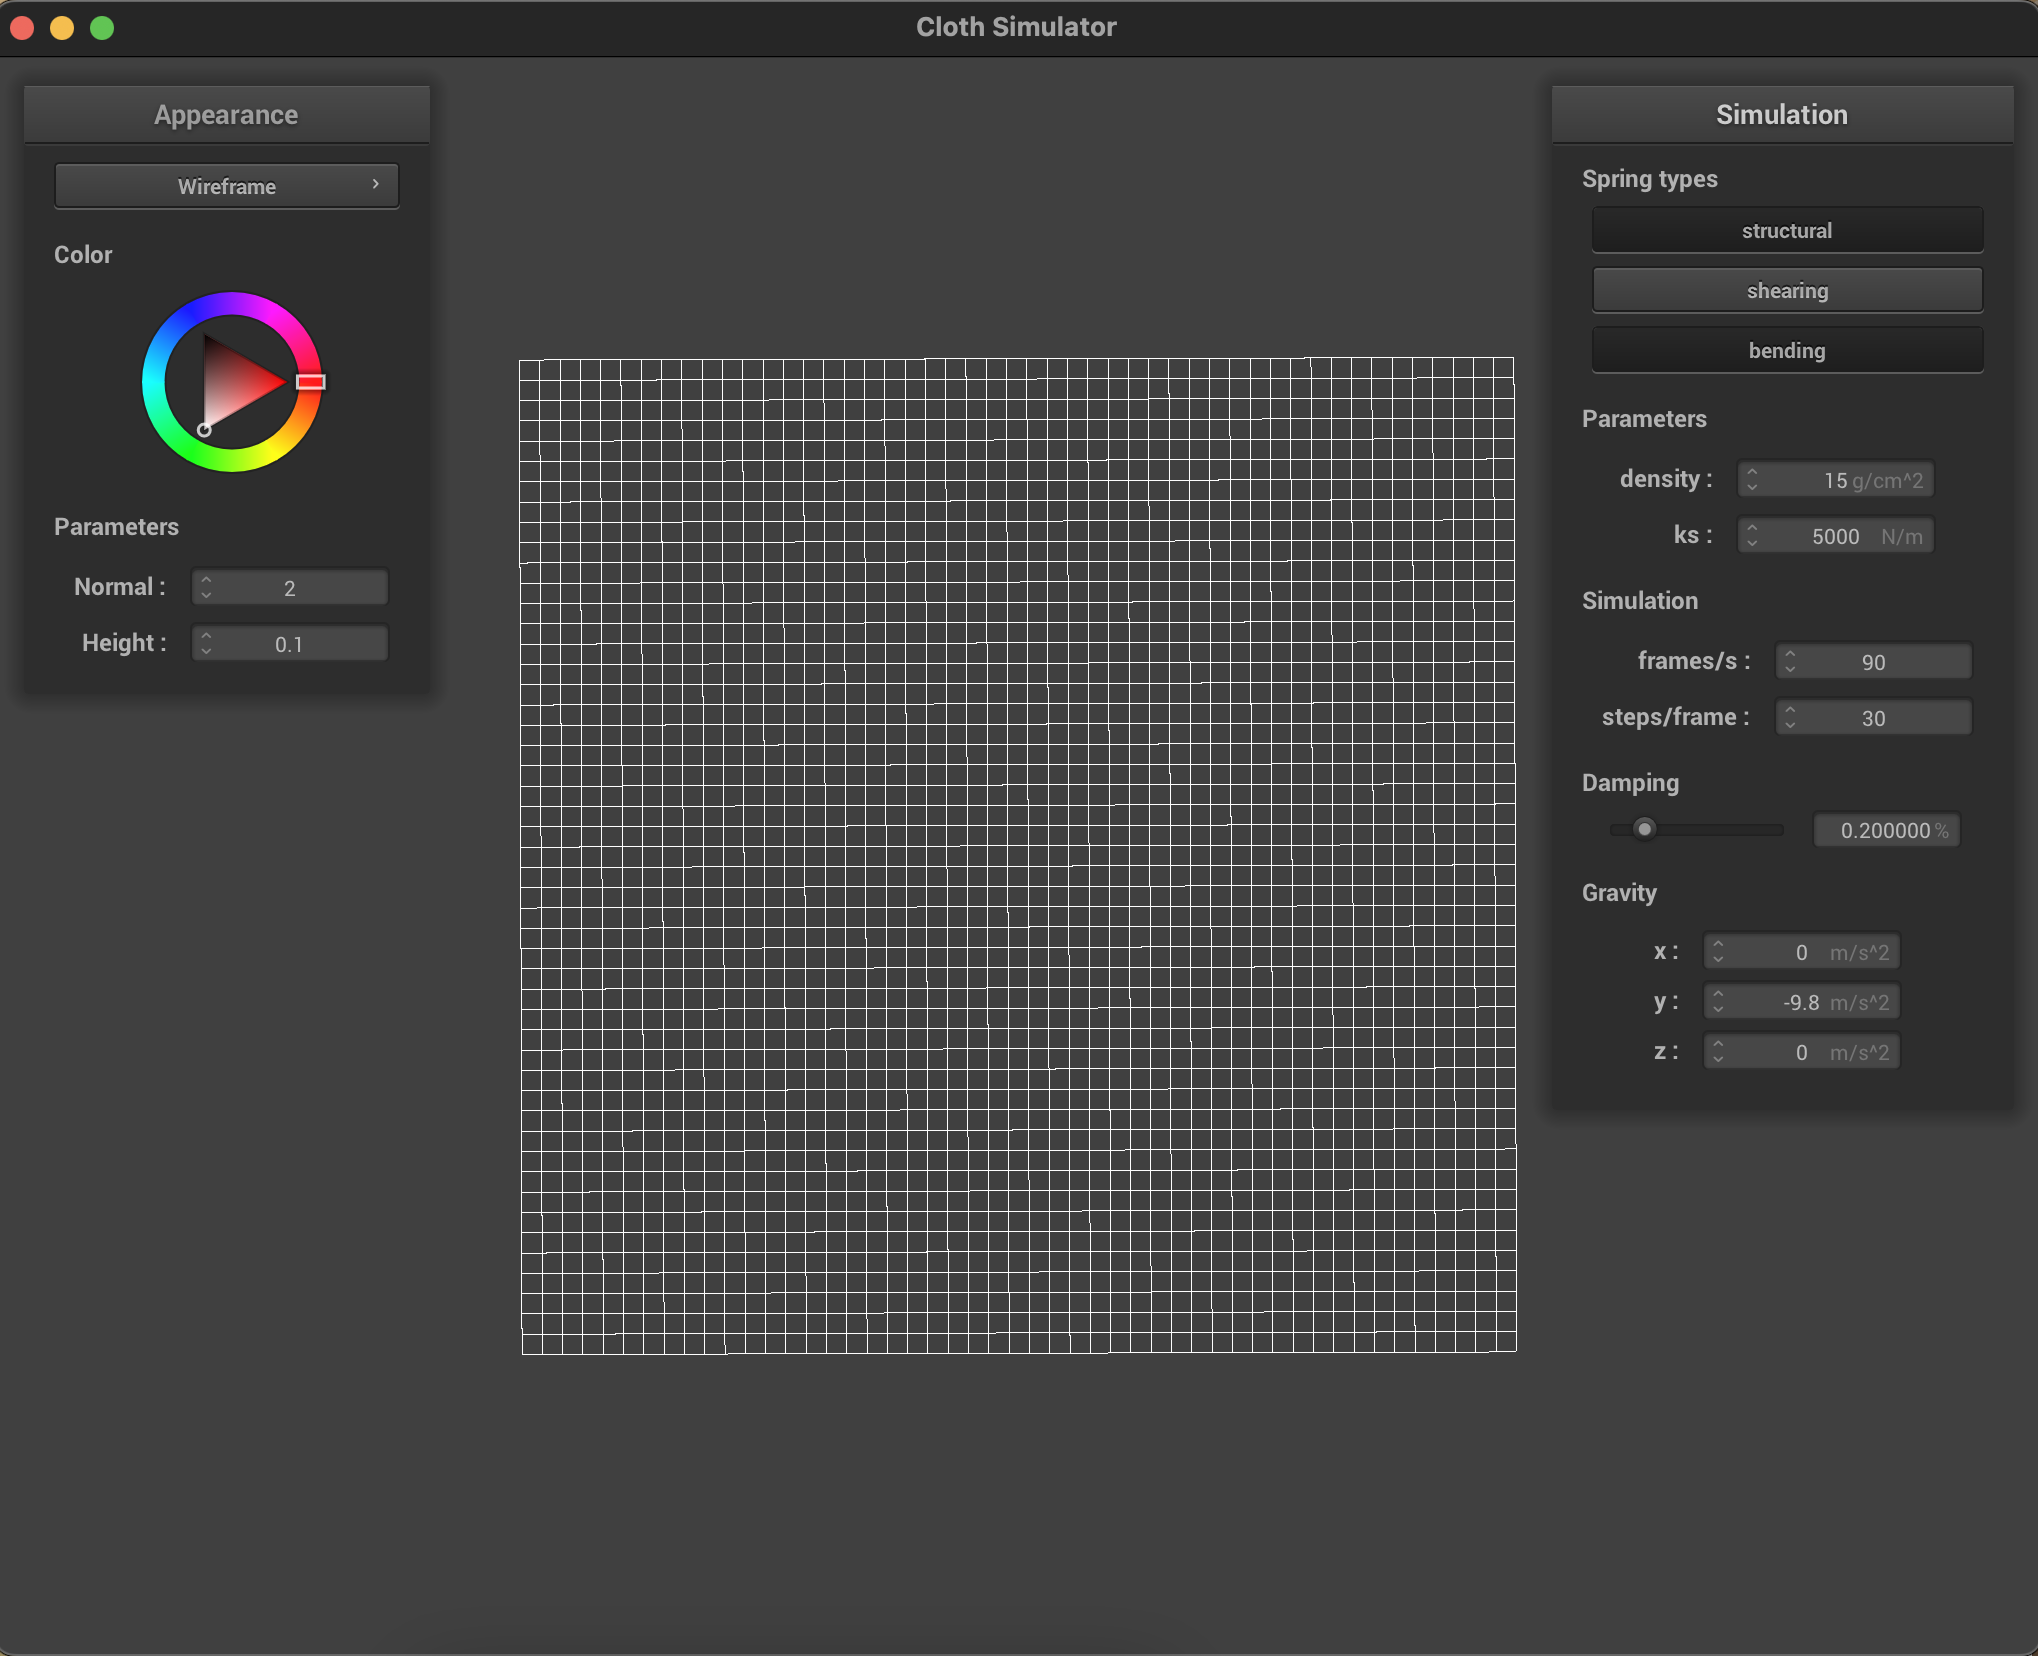 Cloth Simulator
Appearance
Wireframe
Color
Parameters
Normal : 2
Height : 0.1
Simulation
Spring types
structural
shearing
bending
Parameters
density : 15 g/cm^2
ks : 5000 N/m
Simulation
frames/s : 90
steps/frame : 30
Damping
0.200000 %
Gravity
x : 0 m/s^2
y : -9.8 m/s^2
z : 0 m/s^2